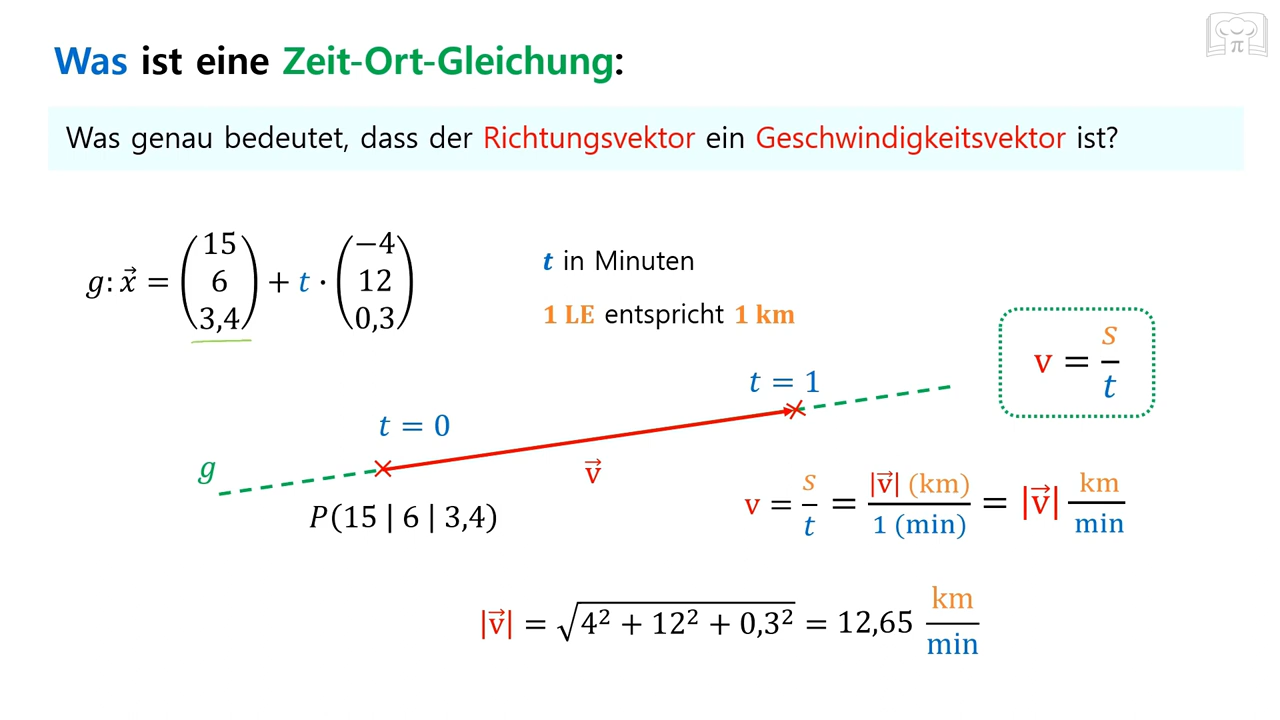 Was ist eine Zeit-Ort-Gleichung:
Was genau bedeutet, dass der Richtungsvektor ein Geschwindigkeitsvektor ist?
g: x⃗ = (15 6 3,4) + t · (−4 12 0,3)
t in Minuten
1 LE entspricht 1 km
v = s/t
t = 0
t = 1
g
v⃗
P(15 | 6 | 3,4)
v = s/t = |v⃗| (km)/1 (min) = |v⃗| km/min
|v⃗| = √4² + 12² + 0,3² = 12,65 km/min
π